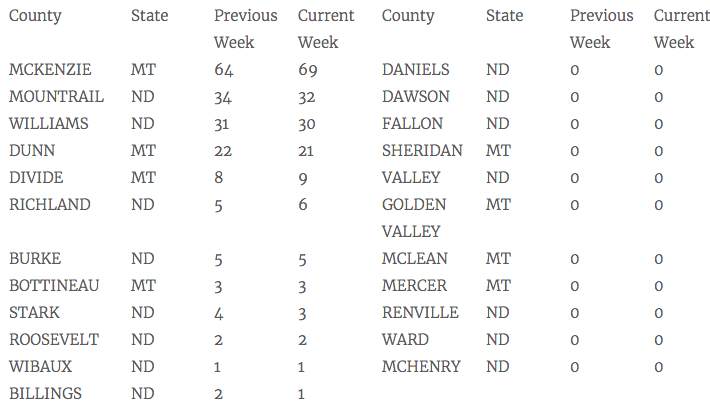 County State Previous Week Current Week County State Previous Week Current Week
MCKENZIE MT 64 69 DANIELS ND 0 0
MOUNTRAIL ND 34 32 DAWSON ND 0 0
WILLIAMS ND 31 30 FALLON ND 0 0
DUNN MT 22 21 SHERIDAN MT 0 0
DIVIDE MT 8 9 VALLEY ND 0 0
RICHLAND ND 5 6 GOLDEN VALLEY MT 0 0
BURKE ND 5 5 MCLEAN MT 0 0
BOTTINEAU MT 3 3 MERCER MT 0 0
STARK ND 4 3 RENVILLE ND 0 0
ROOSEVELT ND 2 2 WARD ND 0 0
WIBAUX ND 1 1 MCHENRY ND 0 0
BILLINGS ND 2 1